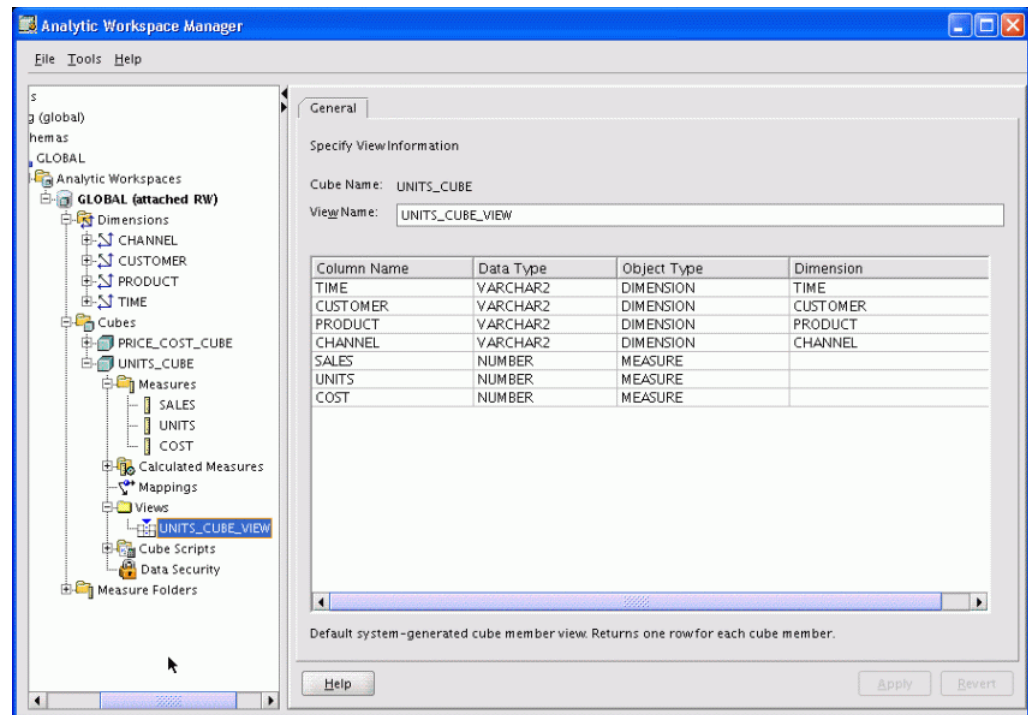 Analytic Workspace Manager
File Tools Help
s
g (global)
hemas
GLOBAL
Analytic Workspaces
GLOBAL (attached RW)
Dimensions
CHANNEL
CUSTOMER
PRODUCT
TIME
Cubes
PRICE_COST_CUBE
UNITS_CUBE
Measures
SALES
UNITS
COST
Calculated Measures
Mappings
Views
UNITS_CUBE_VIEW
Cube Scripts
Data Security
Measure Folders
General
Specify View Information
Cube Name: UNITS_CUBE
View Name: UNITS_CUBE_VIEW
Column Name Data Type Object Type Dimension
TIME VARCHAR2 DIMENSION TIME
CUSTOMER VARCHAR2 DIMENSION CUSTOMER
PRODUCT VARCHAR2 DIMENSION PRODUCT
CHANNEL VARCHAR2 DIMENSION CHANNEL
SALES NUMBER MEASURE
UNITS NUMBER MEASURE
COST NUMBER MEASURE
Default system-generated cube member view. Returns one row for each cube member.
Help Apply Revert